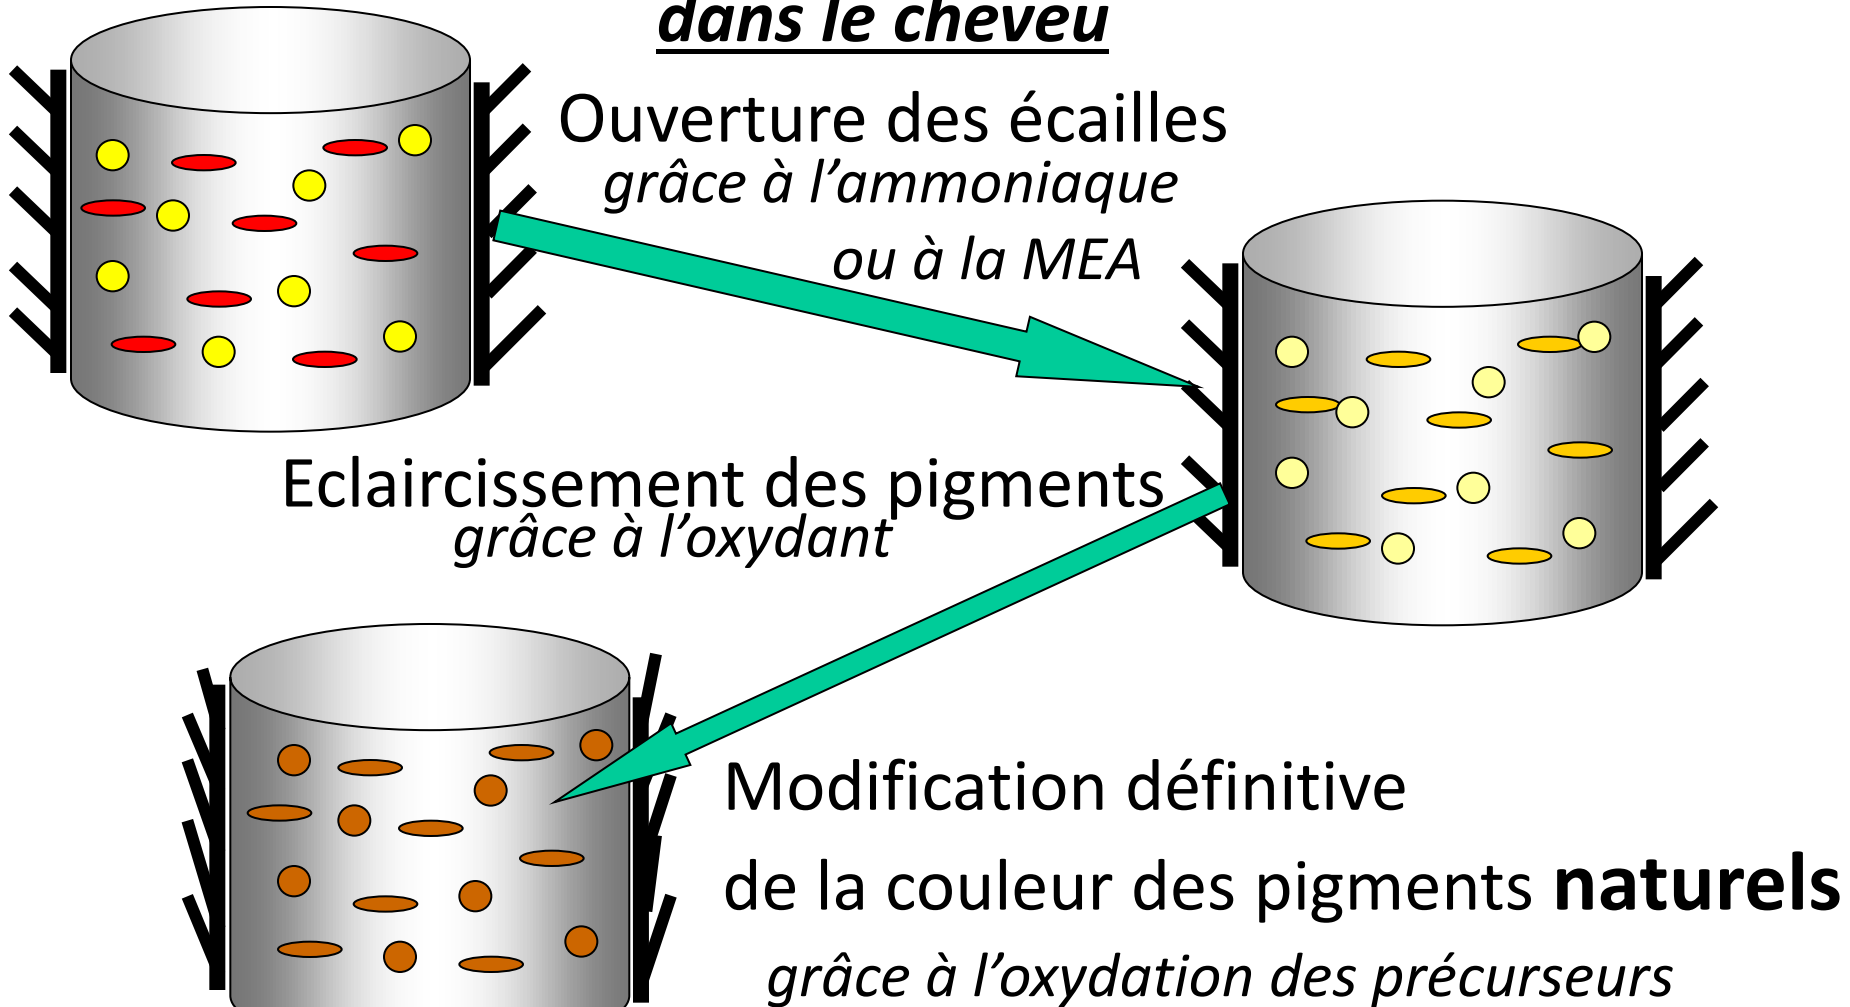 dans le cheveu
Ouverture des écailles
grâce à l’ammoniaque
ou à la MEA
Eclaircissement des pigments
grâce à l’oxydant
Modification définitive
de la couleur des pigments naturels
grâce à l’oxydation des précurseurs